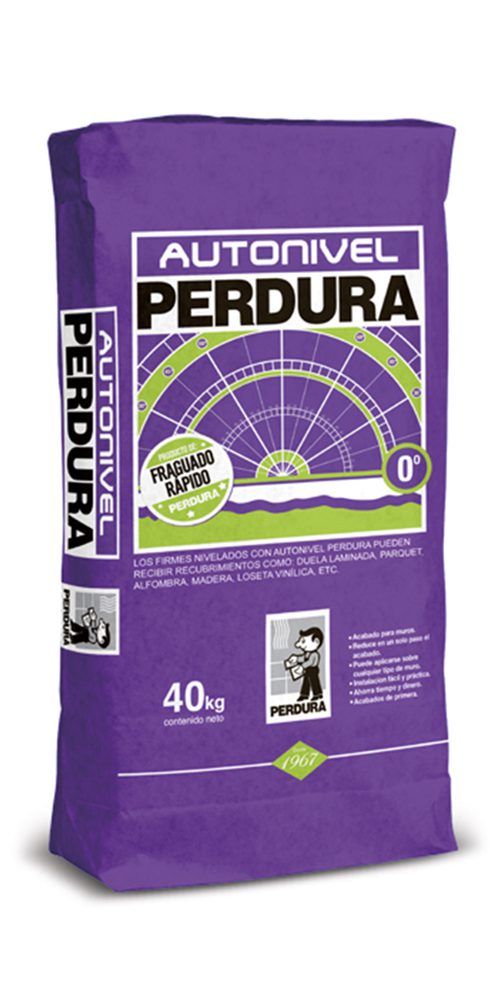 AUTONIVEL
PERDURA
PRODUCTO DE:
FRAGUADO
RÁPIDO
PERDURA
0°
LOS FIRMES NIVELADOS CON AUTONIVEL PERDURA PUEDEN
RECIBIR RECUBRIMIENTOS COMO: DUELA LAMINADA, PARQUET,
ALFOMBRA, MADERA, LOSETA VINÍLICA, ETC.
40kg
contenido neto
PERDURA
• Acabado para muros.
• Reduce en un solo paso el
acabado.
• Puede aplicarse sobre
cualquier tipo de muro.
• Instalación fácil y práctica.
• Ahorra tiempo y dinero.
• Acabados de primera.
Desde
1967
AUTONIVEL
PERDURA
PERDURA